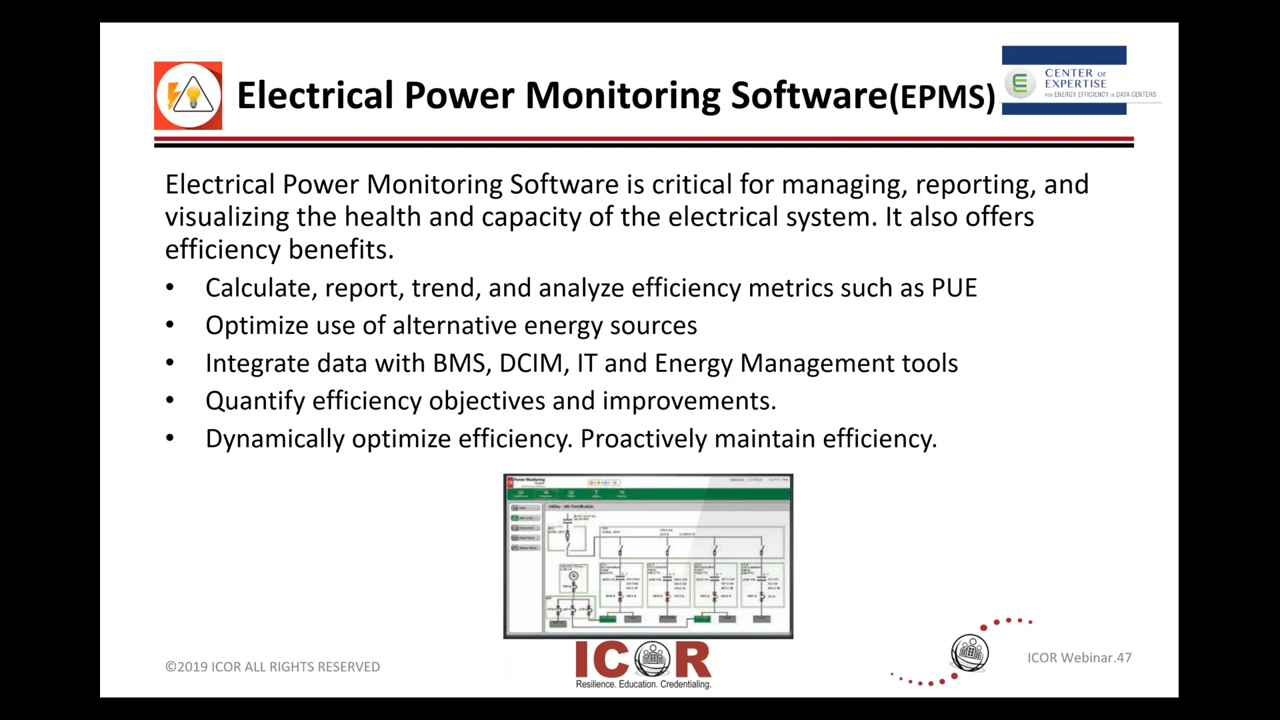 Electrical Power Monitoring Software(EPMS)
CENTER OF
EXPERTISE
FOR ENERGY EFFICIENCY IN DATA CENTERS
Electrical Power Monitoring Software is critical for managing, reporting, and
visualizing the health and capacity of the electrical system. It also offers
efficiency benefits.
• Calculate, report, trend, and analyze efficiency metrics such as PUE
• Optimize use of alternative energy sources
• Integrate data with BMS, DCIM, IT and Energy Management tools
• Quantify efficiency objectives and improvements.
• Dynamically optimize efficiency. Proactively maintain efficiency.
Power Monitoring
©2019 ICOR ALL RIGHTS RESERVED
ICOR
Resilience. Education. Credentialing.
ICOR Webinar.47